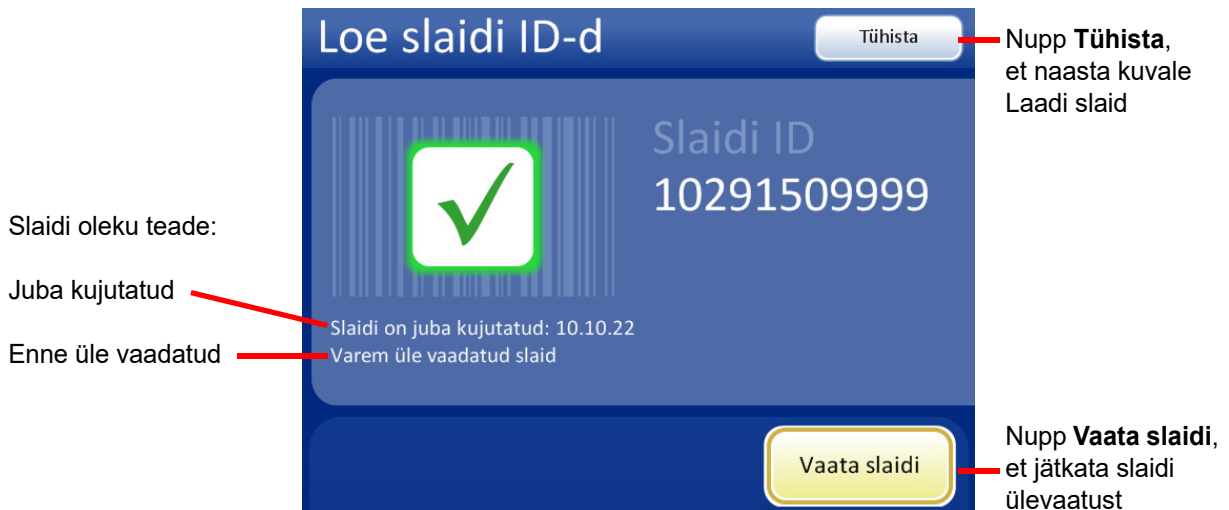 Loe slaidi ID-d
Tühista
Nupp Tühista,
et naasta kuvale
Laadi slaid
Slaidi ID
10291509999
Slaidi oleku teade:
Juba kujutatud
Enne üle vaadatud
Slaidi on juba kujutatud: 10.10.22
Varem üle vaadatud slaid
Vaata slaidi
Nupp Vaata slaidi,
et jätkata slaidi
ülevaatust